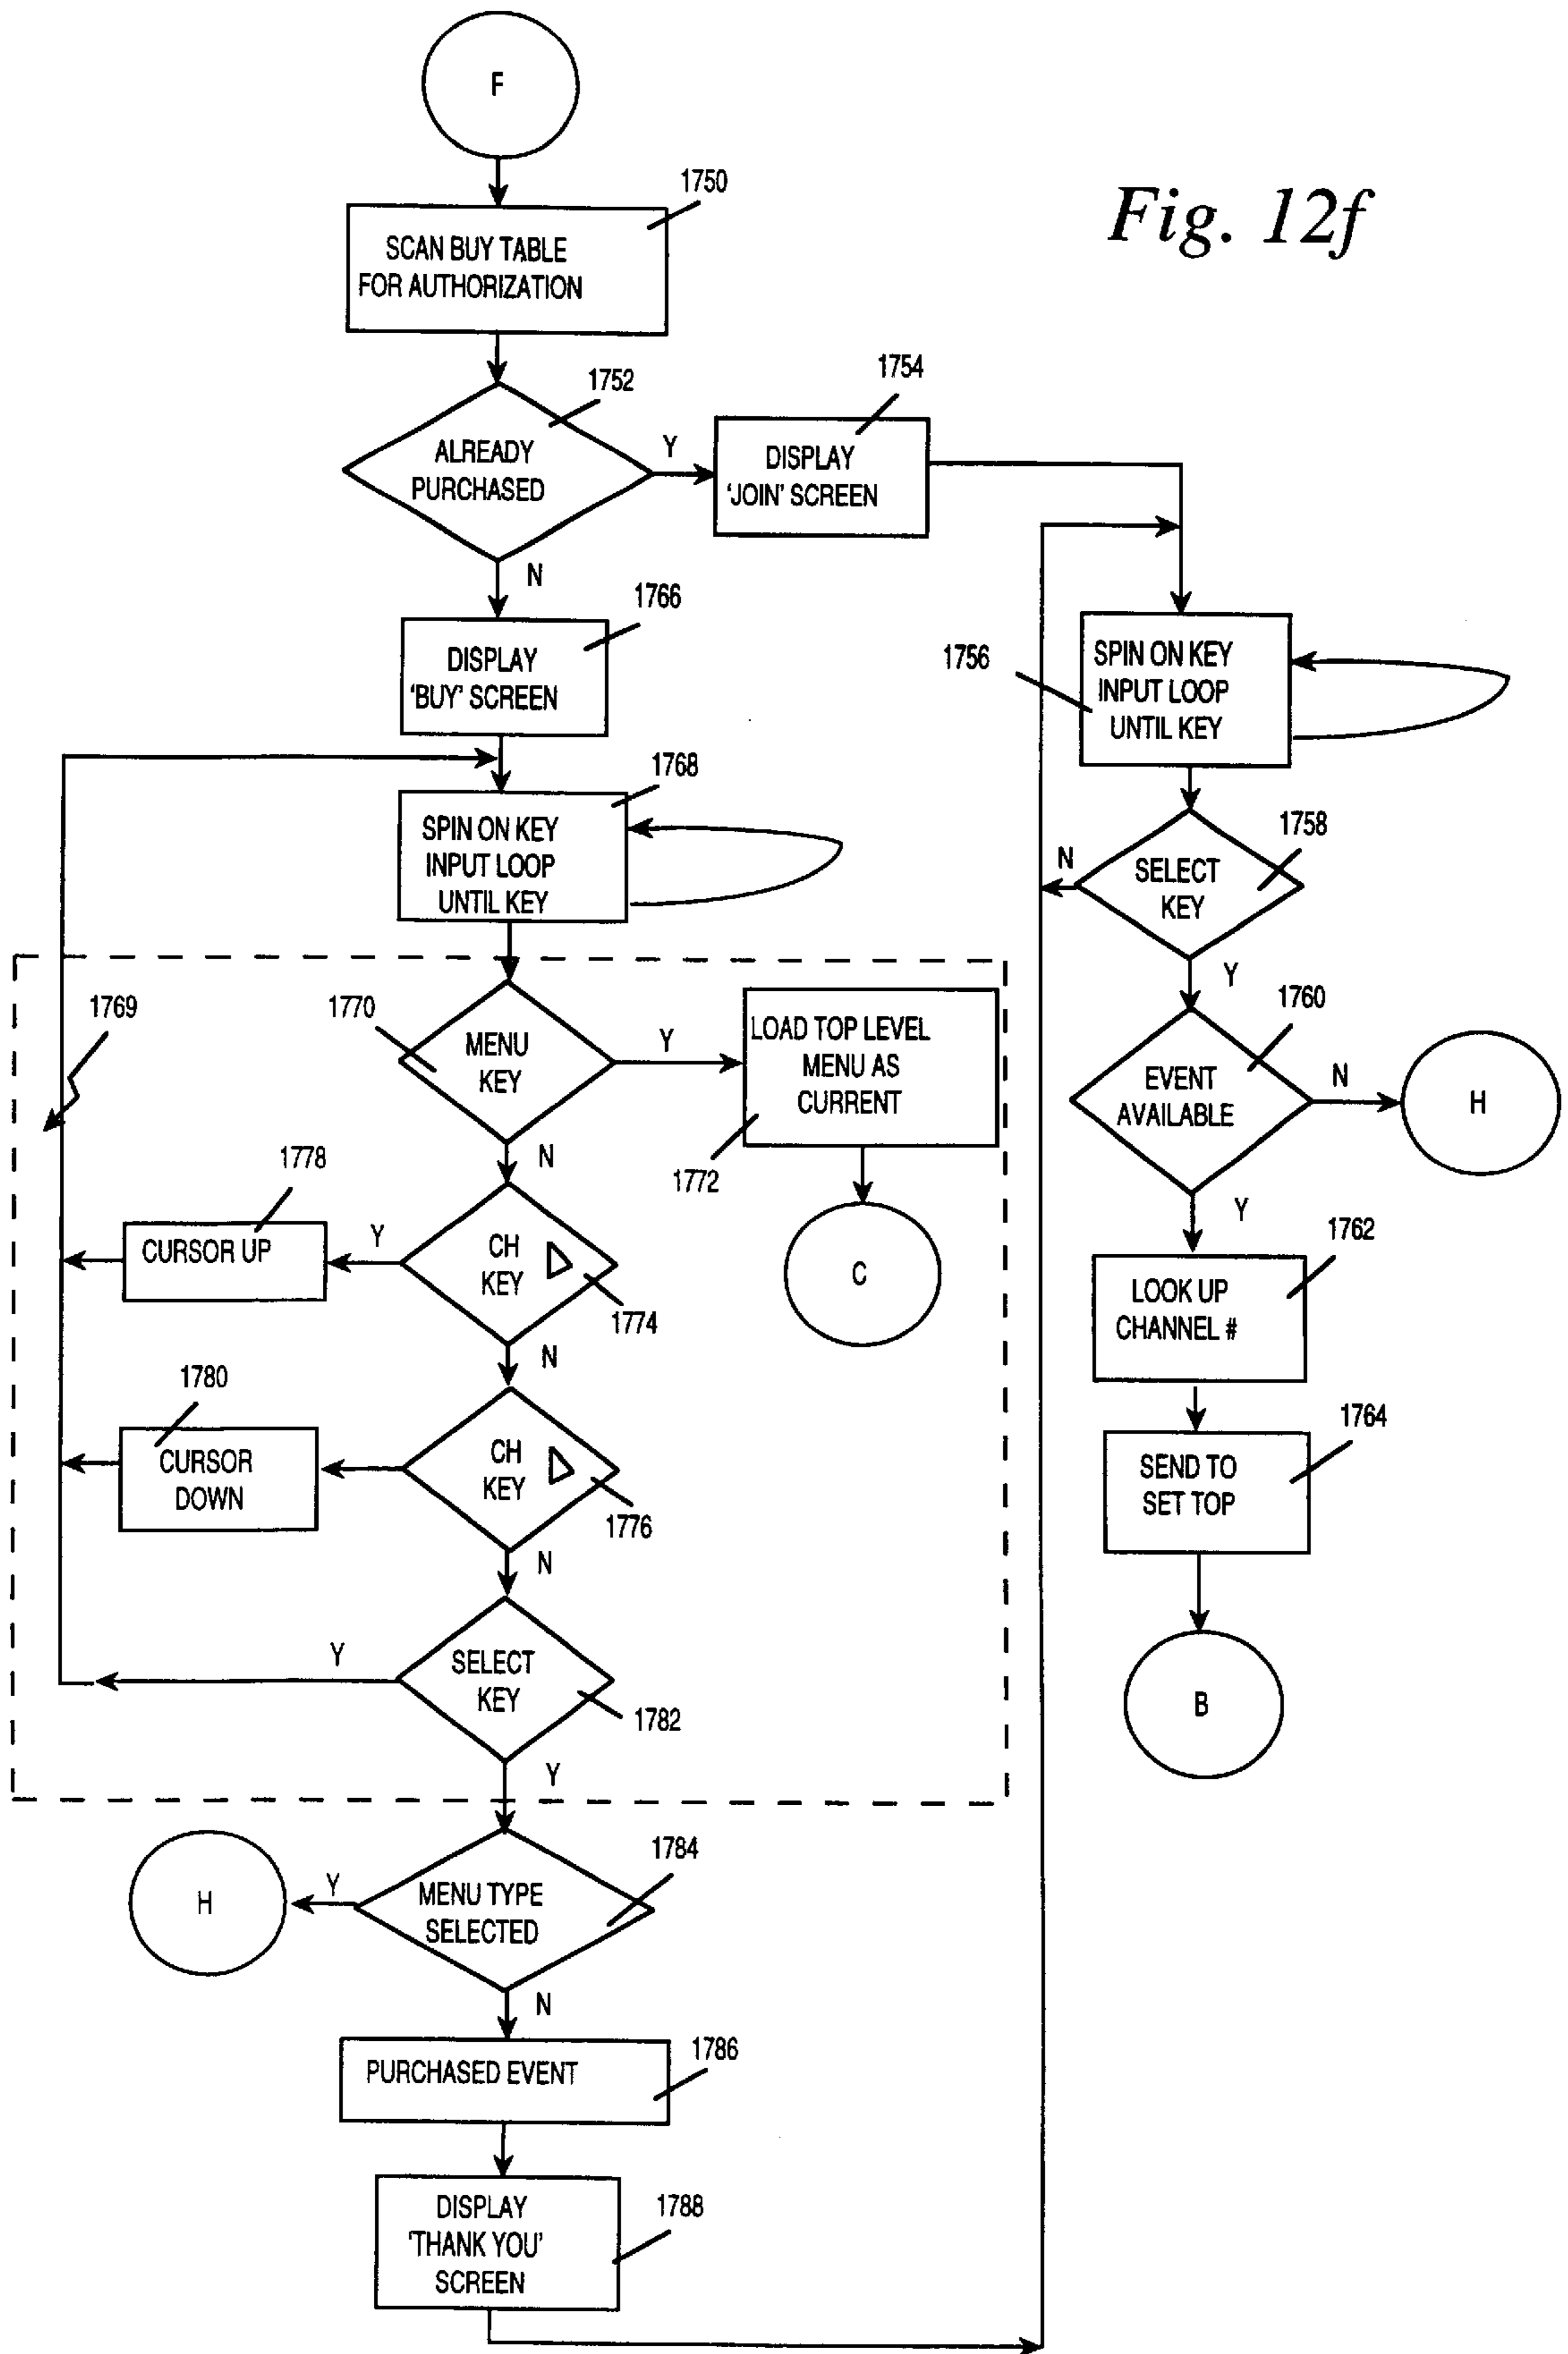 F
Fig. 12f
1750
SCAN BUY TABLE
FOR AUTHORIZATION
1752
ALREADY
PURCHASED
Y
1754
DISPLAY
'JOIN' SCREEN
N
1766
DISPLAY
'BUY' SCREEN
1768
SPIN ON KEY
INPUT LOOP
UNTIL KEY
1769
1770
MENU
KEY
Y
LOAD TOP LEVEL
MENU AS
CURRENT
1772
C
N
1778
CURSOR UP
Y
CH
KEY
1774
N
1780
CURSOR
DOWN
CH
KEY
1776
N
Y
SELECT
KEY
1782
Y
1784
MENU TYPE
SELECTED
Y
H
N
PURCHASED EVENT
1786
DISPLAY
'THANK YOU'
SCREEN
1788
1756
SPIN ON KEY
INPUT LOOP
UNTIL KEY
1758
N
SELECT
KEY
Y
1760
EVENT
AVAILABLE
N
H
Y
1762
LOOK UP
CHANNEL #
1764
SEND TO
SET TOP
B